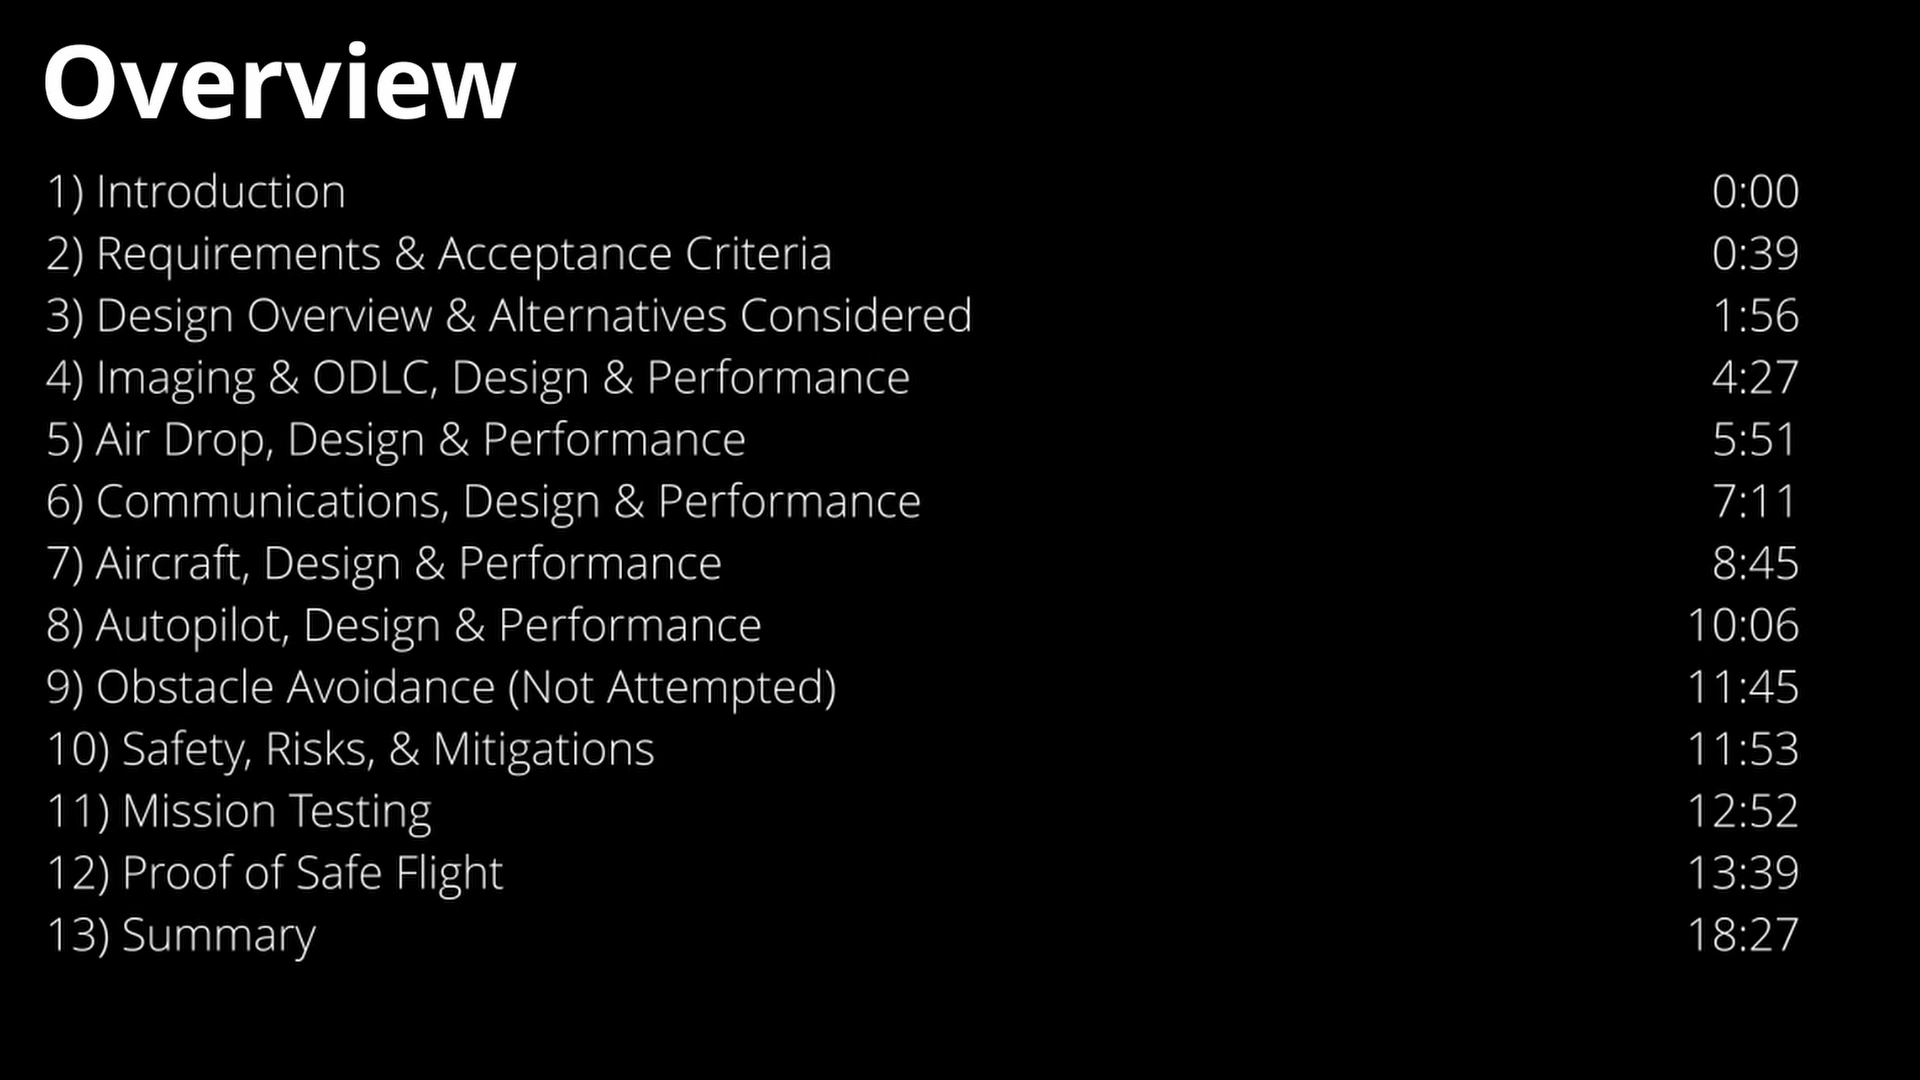 Overview
1) Introduction 0:00
2) Requirements & Acceptance Criteria 0:39
3) Design Overview & Alternatives Considered 1:56
4) Imaging & ODLC, Design & Performance 4:27
5) Air Drop, Design & Performance 5:51
6) Communications, Design & Performance 7:11
7) Aircraft, Design & Performance 8:45
8) Autopilot, Design & Performance 10:06
9) Obstacle Avoidance (Not Attempted) 11:45
10) Safety, Risks, & Mitigations 11:53
11) Mission Testing 12:52
12) Proof of Safe Flight 13:39
13) Summary 18:27